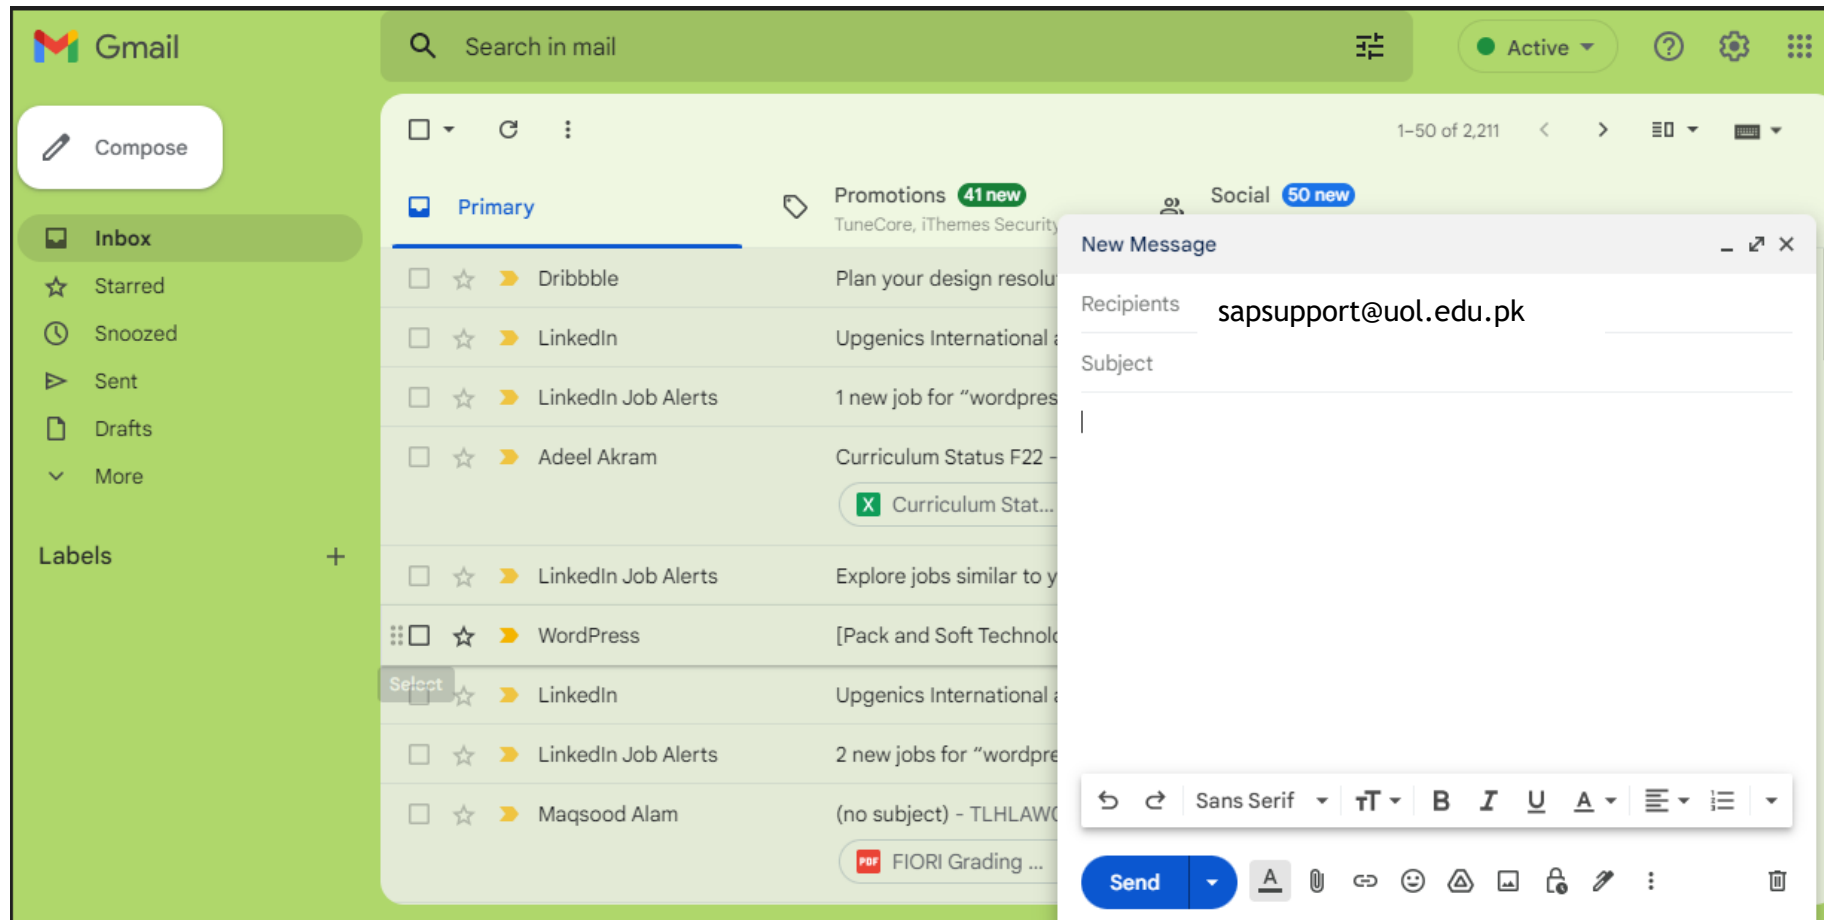 Gmail
Search in mail
Active
Compose
1–50 of 2,211
Primary
Promotions 41 new
TuneCore, iThemes Security
Social 50 new
Inbox
Starred
Snoozed
Sent
Drafts
More
Labels
Dribbble Plan your design resolu
LinkedIn Upgenics International
LinkedIn Job Alerts 1 new job for “wordpres
Adeel Akram Curriculum Status F22 –
X Curriculum Stat...
LinkedIn Job Alerts Explore jobs similar to y
WordPress [Pack and Soft Technolo
Select
LinkedIn Upgenics International
LinkedIn Job Alerts 2 new jobs for “wordpre
Maqsood Alam (no subject) - TLHLAW
PDF FIORI Grading ...
New Message
Recipients sapsupport@uol.edu.pk
Subject
Sans Serif
Send